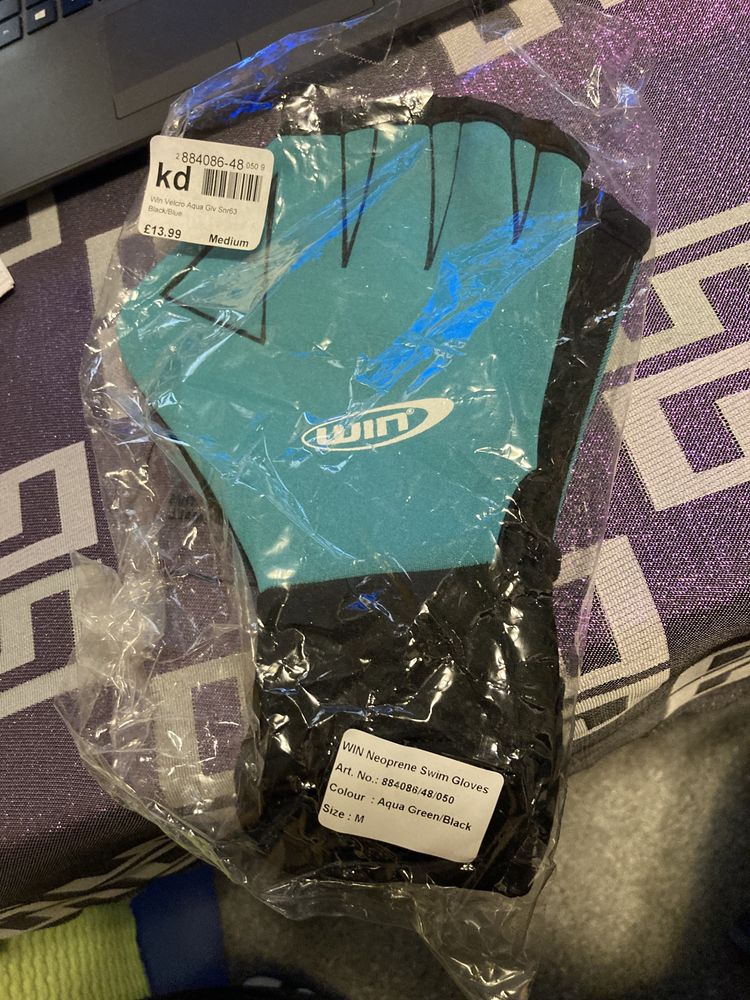 2 884086-48 050 9
kd
Win Velcro Aqua Glv Snr63
Black/Blue
£13.99 Medium
WIN®
WIN Neoprene Swim Gloves
Art. No.: 884086/48/050
Colour : Aqua Green/Black
Size : M